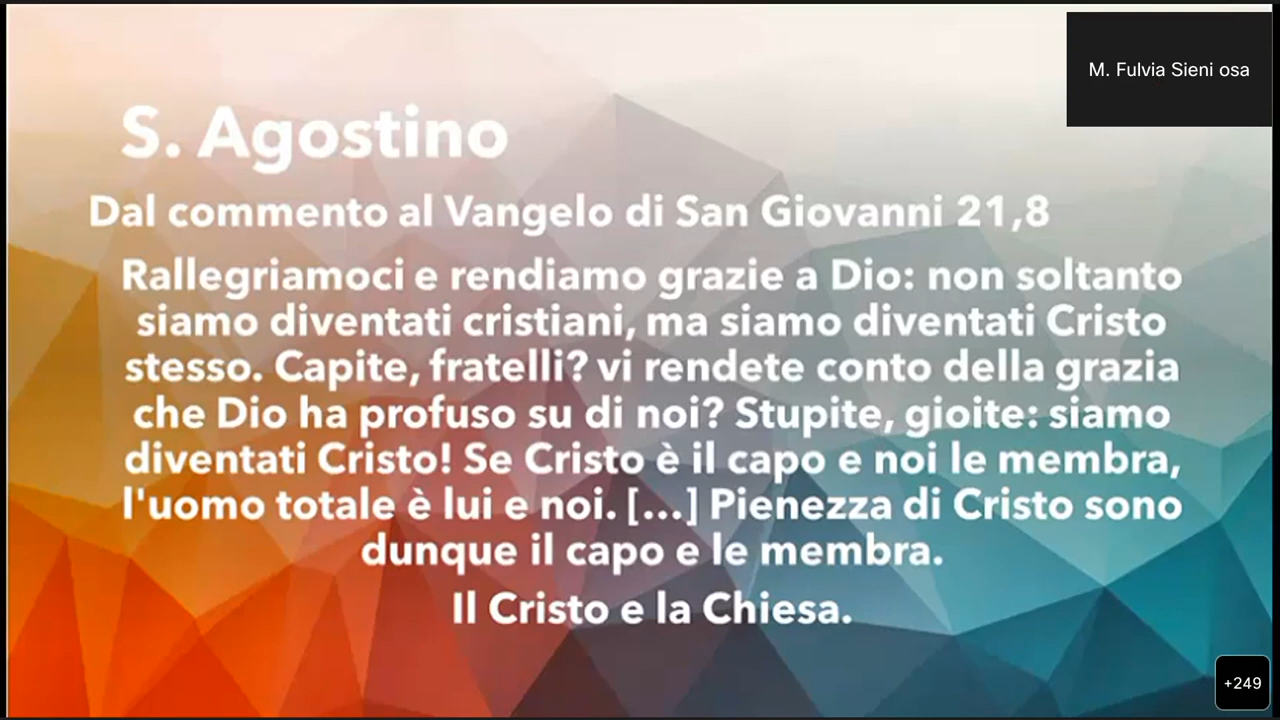 M. Fulvia Sieni osa
S. Agostino
Dal commento al Vangelo di San Giovanni 21,8
Rallegriamoci e rendiamo grazie a Dio: non soltanto
siamo diventati cristiani, ma siamo diventati Cristo
stesso. Capite, fratelli? vi rendete conto della grazia
che Dio ha profuso su di noi? Stupite, gioite: siamo
diventati Cristo! Se Cristo è il capo e noi le membra,
l'uomo totale è lui e noi. [...] Pienezza di Cristo sono
dunque il capo e le membra.
Il Cristo e la Chiesa.
+249